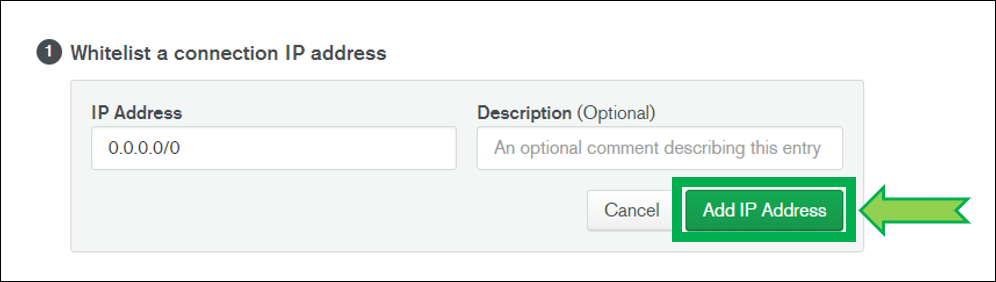 1 Whitelist a connection IP address
IP Address
Description (Optional)
0.0.0.0/0
An optional comment describing this entry
Cancel
Add IP Address